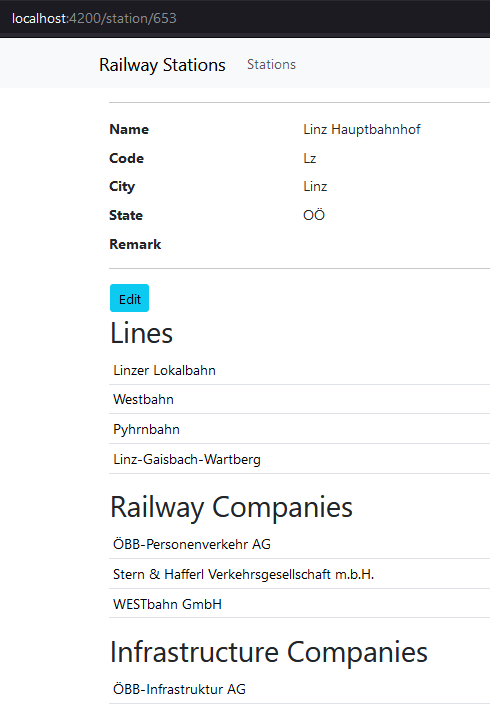 localhost:4200/station/653
Railway Stations Stations
Name Linz Hauptbahnhof
Code Lz
City Linz
State OÖ
Remark
Edit
Lines
Linzer Lokalbahn
Westbahn
Pyhrnbahn
Linz-Gaisbach-Wartberg
Railway Companies
ÖBB-Personenverkehr AG
Stern & Hafferl Verkehrsgesellschaft m.b.H.
WESTbahn GmbH
Infrastructure Companies
ÖBB-Infrastruktur AG